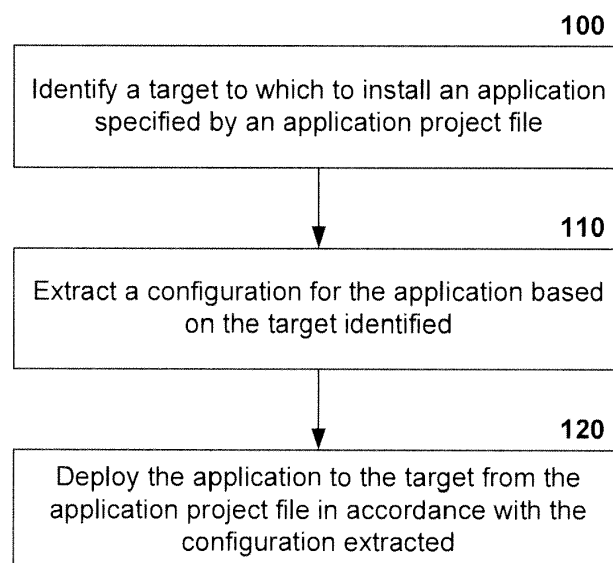 100
Identify a target to which to install an application
specified by an application project file
110
Extract a configuration for the application based
on the target identified
120
Deploy the application to the target from the
application project file in accordance with the
configuration extracted